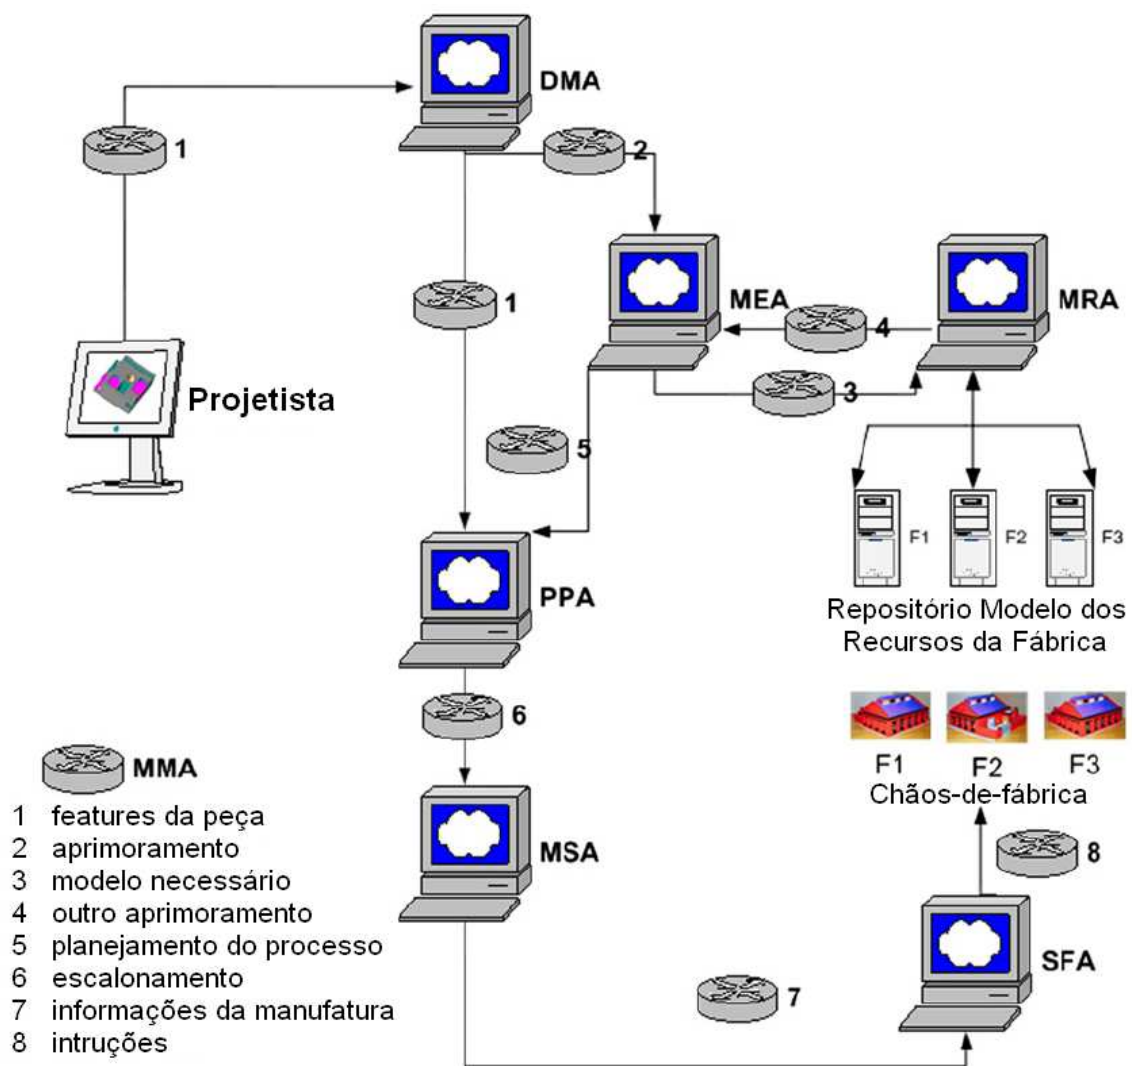 DMA
1
2
MEA
MRA
1
4
3
Projetista
5
F1
F2
F3
PPA
Repositório Modelo dos
Recursos da Fábrica
6
MMA
F1
F2
F3
Chãos-de-fábrica
1 features da peça
2 aprimoramento
3 modelo necessário
4 outro aprimoramento
5 planejamento do processo
6 escalonamento
7 informações da manufatura
8 intruções
MSA
8
SFA
7